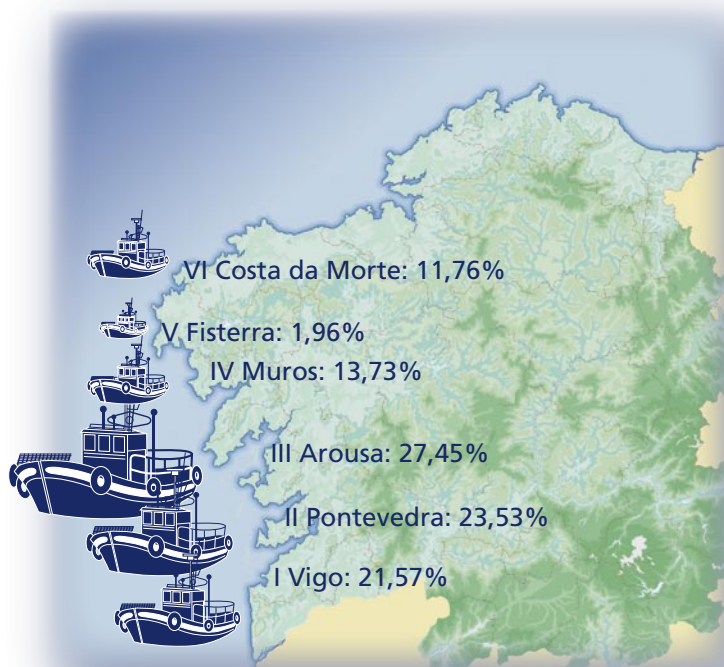 VI Costa da Morte: 11,76%
V Fisterra: 1,96%
IV Muros: 13,73%
III Arousa: 27,45%
II Pontevedra: 23,53%
I Vigo: 21,57%